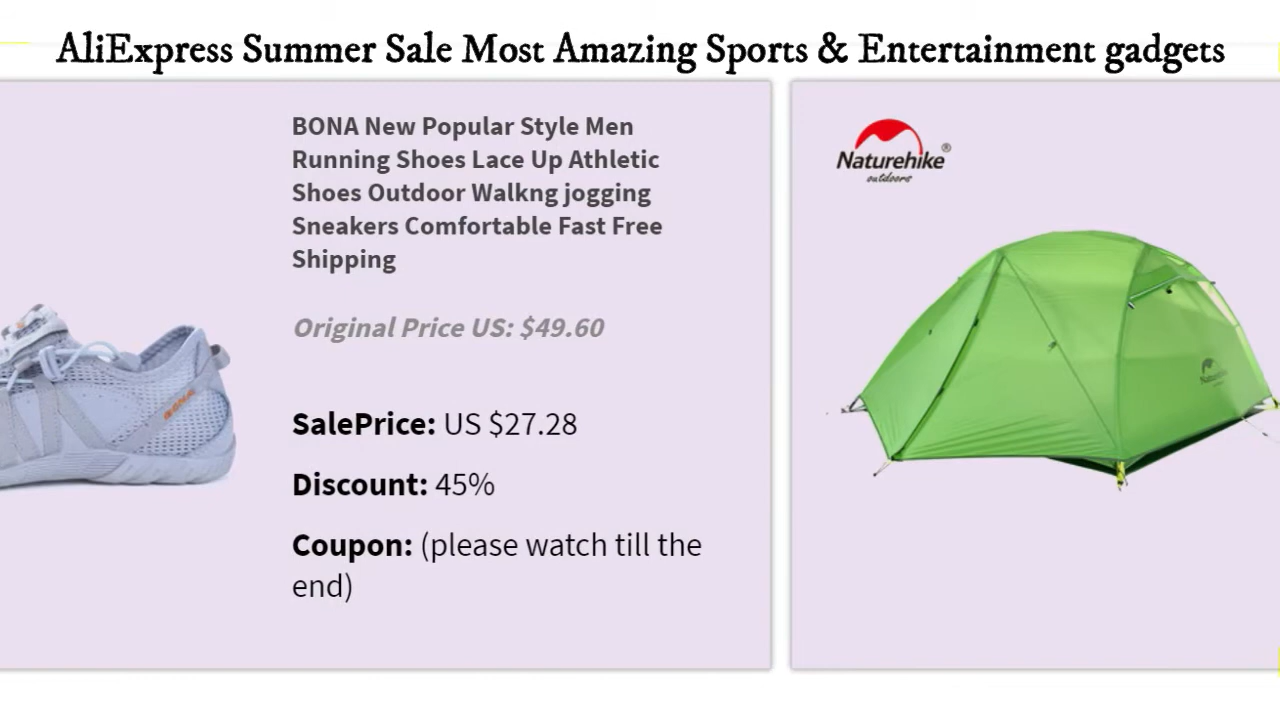 AliExpress Summer Sale Most Amazing Sports & Entertainment gadgets
BONA New Popular Style Men
Running Shoes Lace Up Athletic
Shoes Outdoor Walkng jogging
Sneakers Comfortable Fast Free
Shipping
Original Price US: $49.60
SalePrice: US $27.28
Discount: 45%
Coupon: (please watch till the
end)
BONA
Naturehike®
outdoors
Naturehike